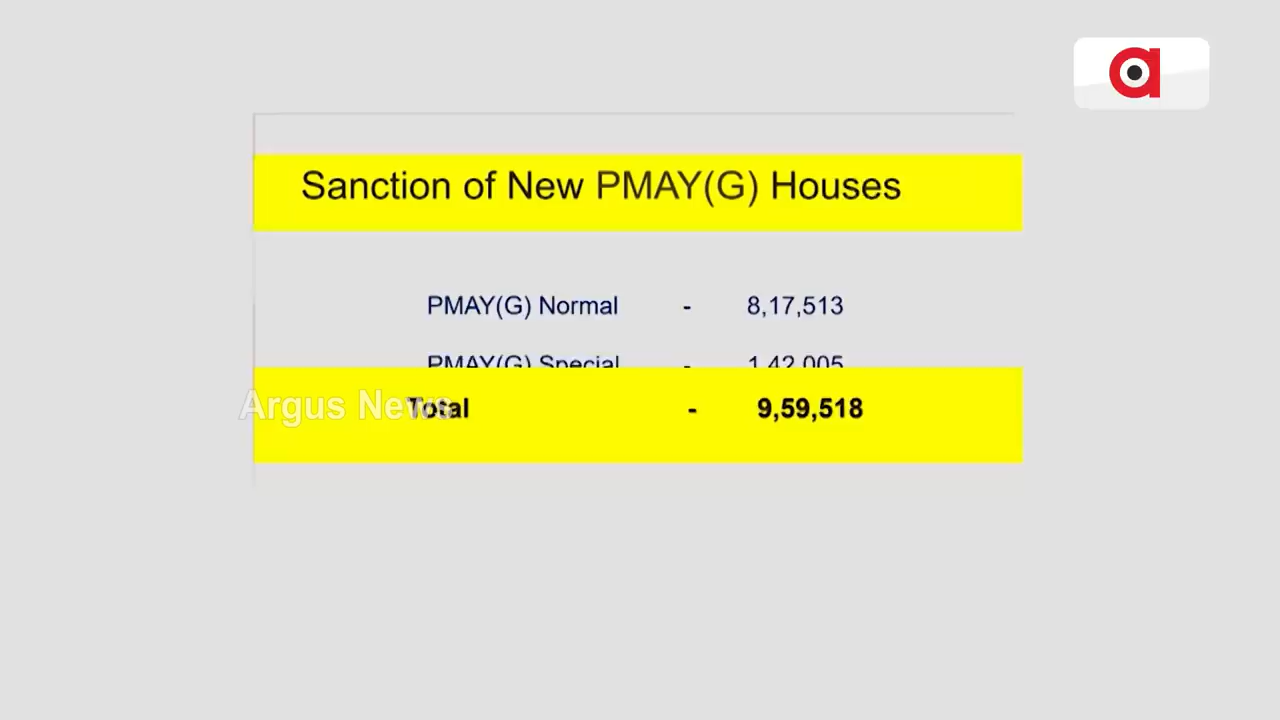 Sanction of New PMAY(G) Houses
PMAY(G) Normal - 8,17,513
PMAY(G) Special - 1,42,005
Argus News
Total - 9,59,518